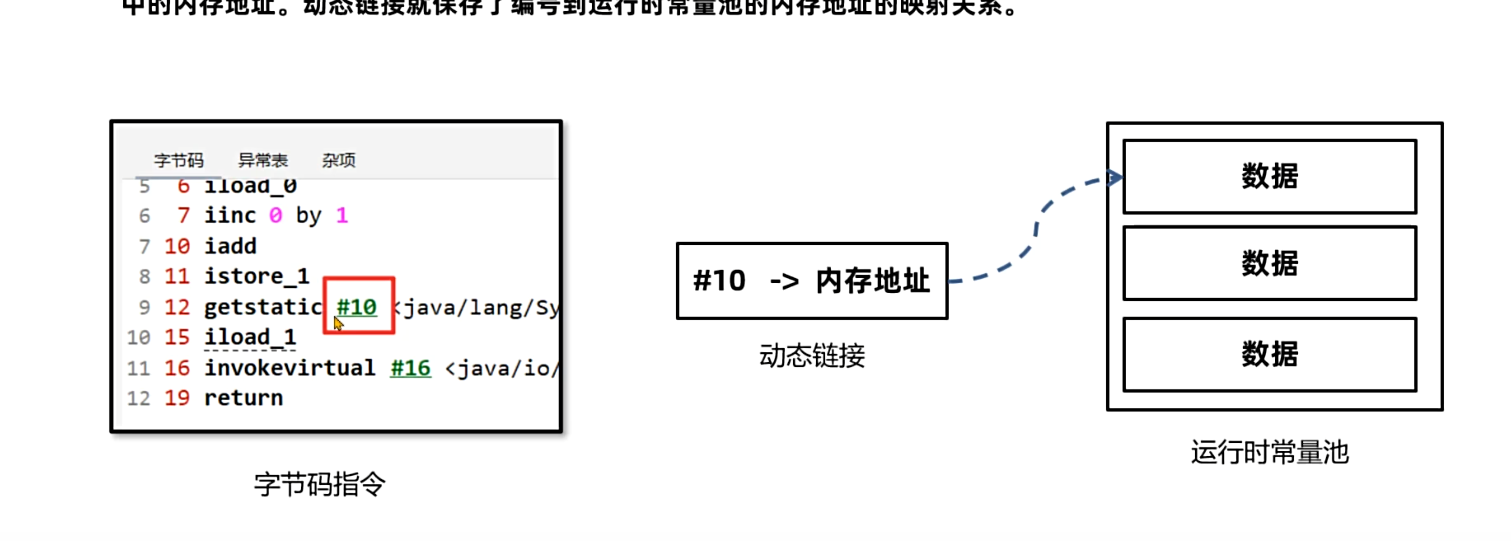 中的内存地址。动态链接就保存了编号到运行时常量池的内存地址的映射关系。
字节码 异常表 杂项
5 6 iload_0
6 7 iinc 0 by 1
7 10 iadd
8 11 istore_1
9 12 getstatic #10 <java/lang/Sy
10 15 iload_1
11 16 invokevirtual #16 <java/io/
12 19 return
字节码指令
#10 -> 内存地址
动态链接
数据
数据
数据
运行时常量池